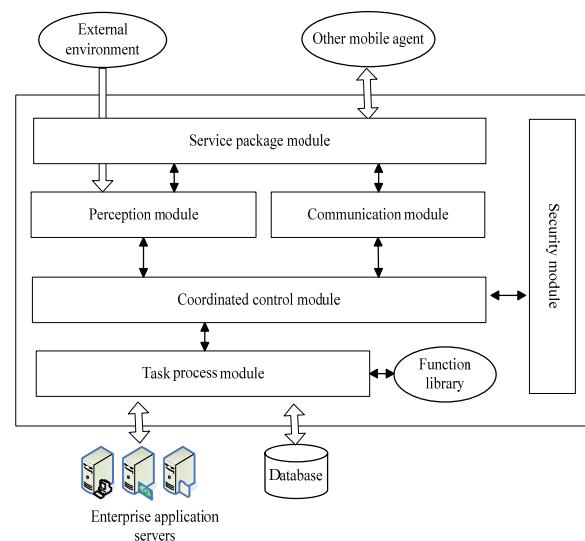 External
environment
Other mobile agent
Service package module
Perception module
Communication module
Security module
Coordinated control module
Task process module
Function
library
Database
Enterprise application
servers